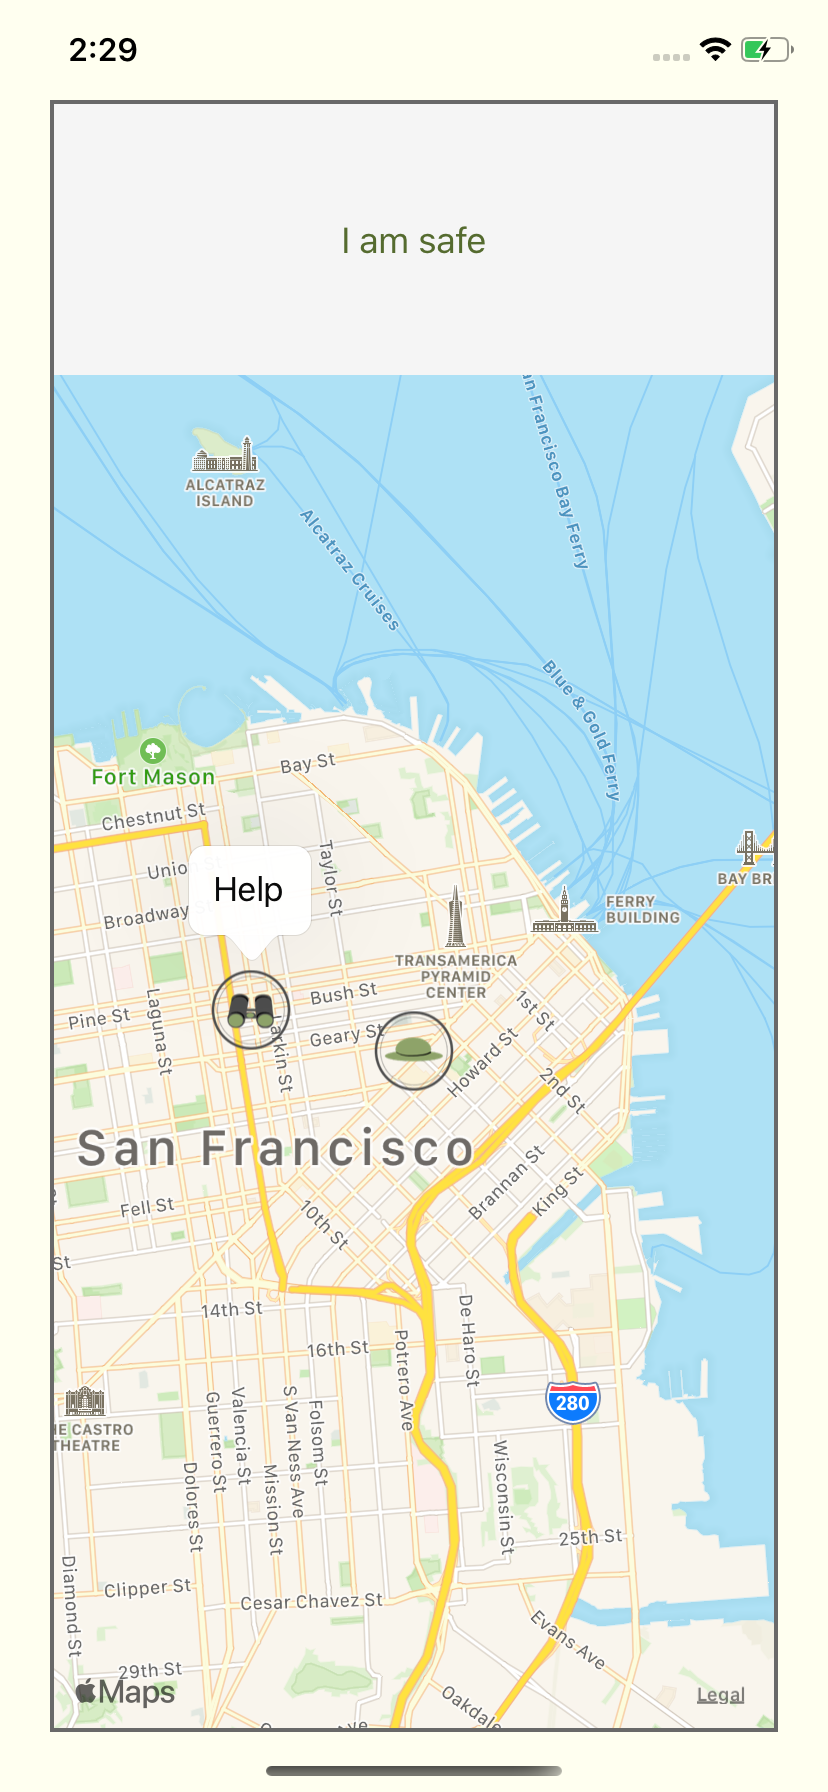 2:29
I am safe
ALCATRAZ
ISLAND
Alcatraz Cruises
an Francisco Bay Ferry
Blue & Gold Ferry
Fort Mason
Bay St
Chestnut St
Union St
Taylor St
Help
Broadway St
BAY BR
FERRY
BUILDING
TRANSAMERICA
PYRAMID
CENTER
Laguna St
Pine St
Bush St
Geary St
Larkin St
1st St
Howard St
2nd St
San Francisco
Brannan St
King St
Fell St
10th St
St
14th St
16th St
De Haro St
Potrero Ave
280
HE CASTRO
THEATRE
Guerrero St
Valencia St
S Van Ness Ave
Folsom St
Dolores St
Mission St
Wisconsin St
25th St
Diamond St
Clipper St
Cesar Chavez St
Evans Ave
29th St
Maps
Oakdale
Legal